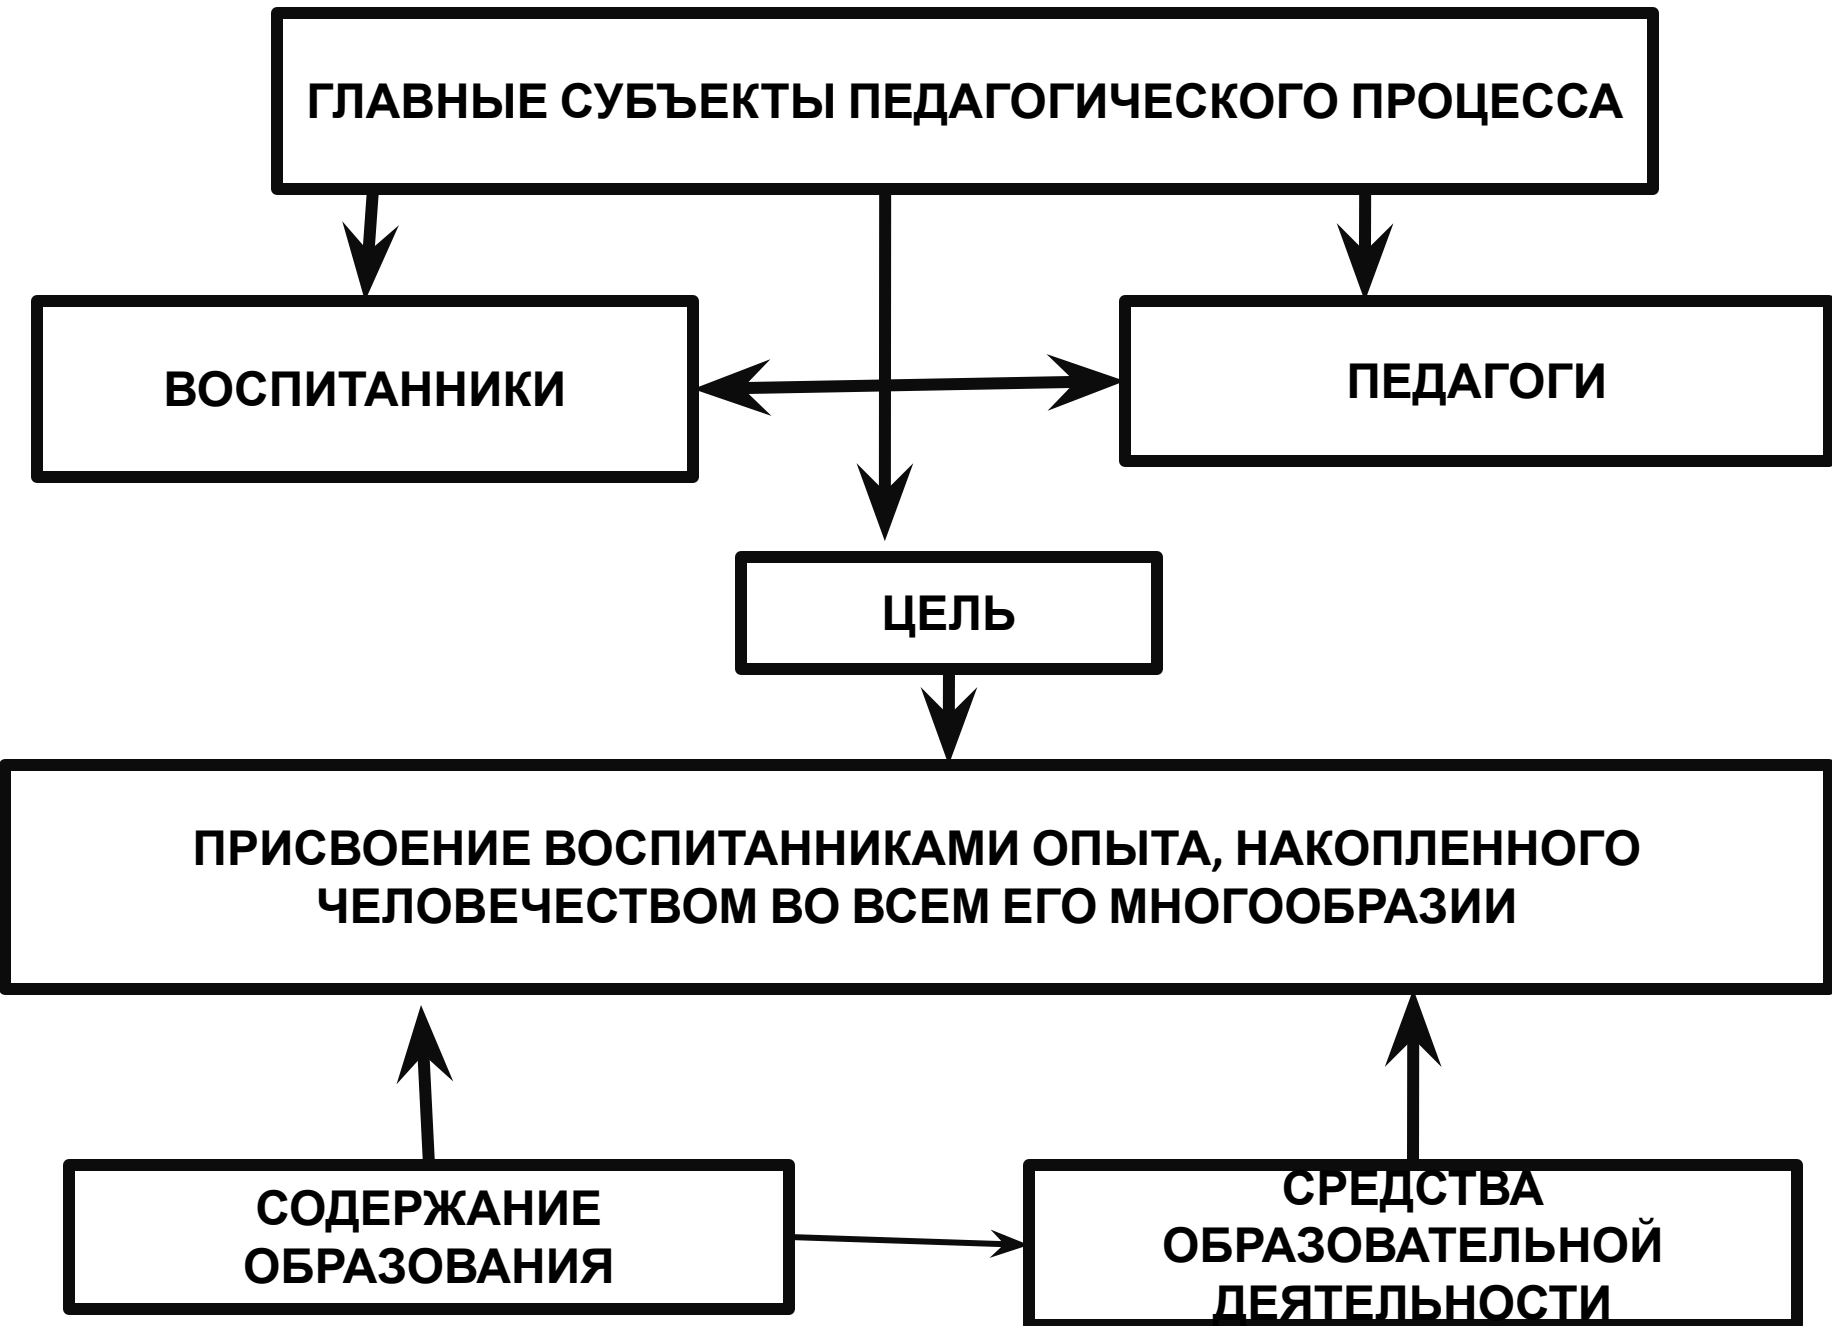 ГЛАВНЫЕ СУБЪЕКТЫ ПЕДАГОГИЧЕСКОГО ПРОЦЕССА
ВОСПИТАННИКИ
ПЕДАГОГИ
ЦЕЛЬ
ПРИСВОЕНИЕ ВОСПИТАННИКАМИ ОПЫТА, НАКОПЛЕННОГО
ЧЕЛОВЕЧЕСТВОМ ВО ВСЕМ ЕГО МНОГООБРАЗИИ
СОДЕРЖАНИЕ
ОБРАЗОВАНИЯ
СРЕДСТВА
ОБРАЗОВАТЕЛЬНОЙ
ДЕЯТЕЛЬНОСТИ